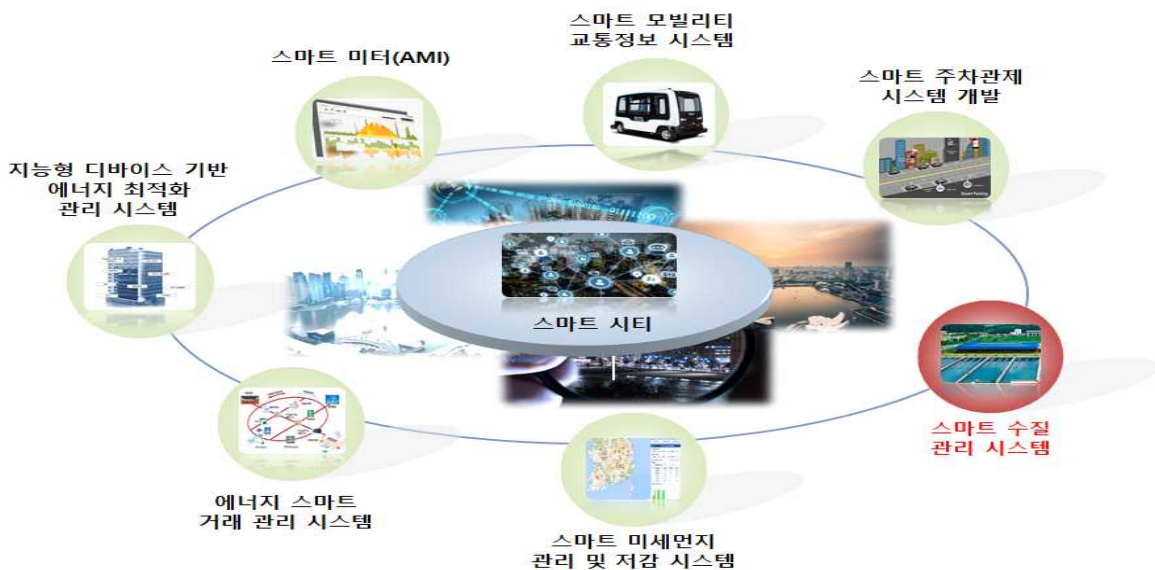 스마트 모빌리티
교통정보 시스템
스마트 미터(AMI)
스마트 주차관제
시스템 개발
지능형 디바이스 기반
에너지 최적화
관리 시스템
스마트 시티
스마트 수질
관리 시스템
에너지 스마트
거래 관리 시스템
스마트 미세먼지
관리 및 저감 시스템